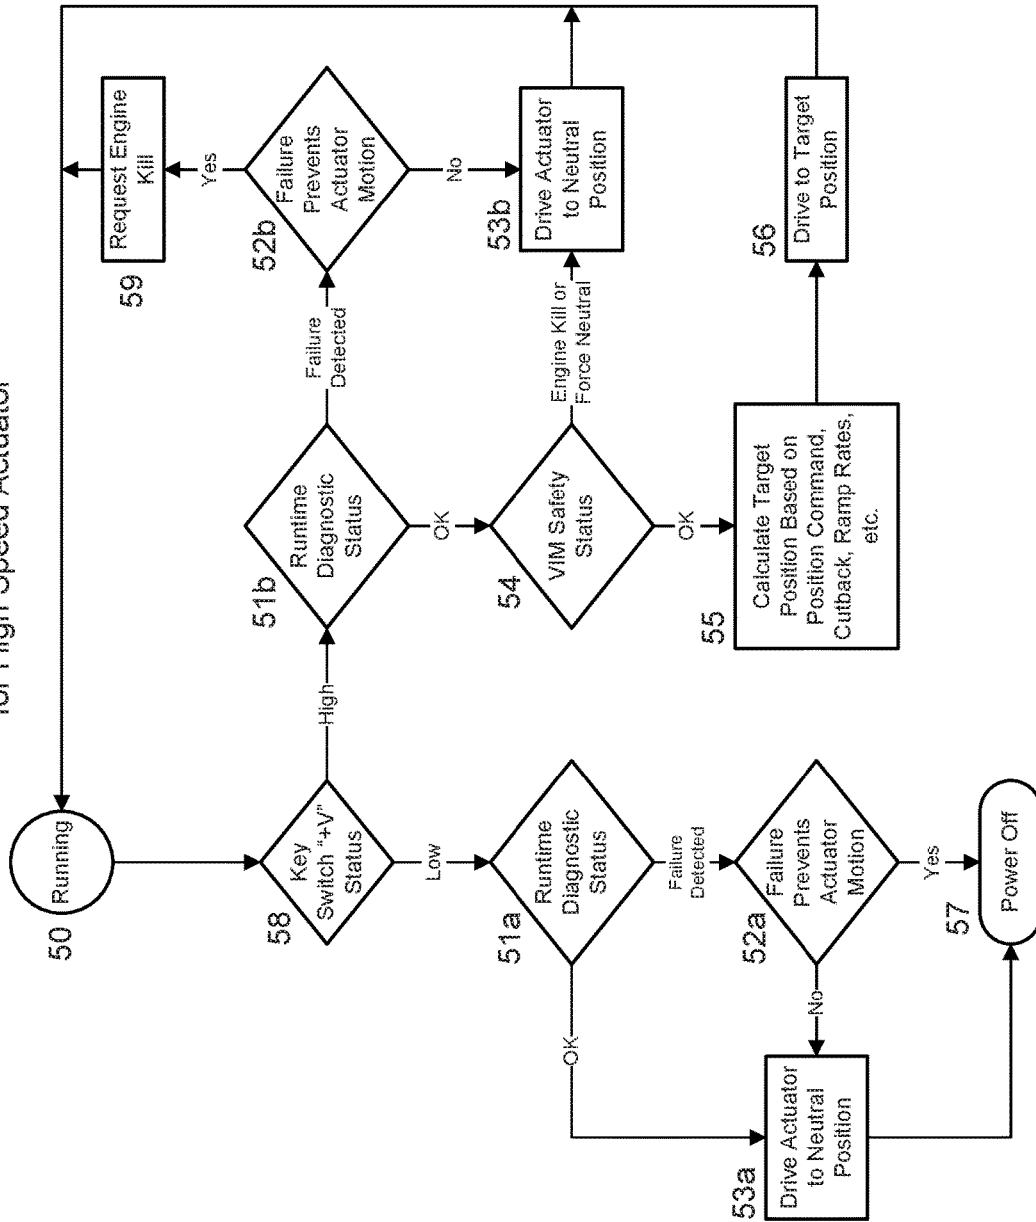 for High Speed Actuator
50
Running
58
Key
Switch "+V"
Status
High
Low
51b
Runtime
Diagnostic
Status
Failure
Detected
OK
52b
Failure
Prevents
Actuator
Motion
Yes
No
59
Request Engine
Kill
53b
Drive Actuator
to Neutral
Position
54
VIM Safety
Status
Engine Kill or
Force Neutral
OK
55
Calculate Target
Position Based on
Position Command,
Cutback, Ramp Rates,
etc.
56
Drive to Target
Position
51a
Runtime
Diagnostic
Status
OK
Failure
Detected
52a
Failure
Prevents
Actuator
Motion
No
Yes
53a
Drive Actuator
to Neutral
Position
57
Power Off